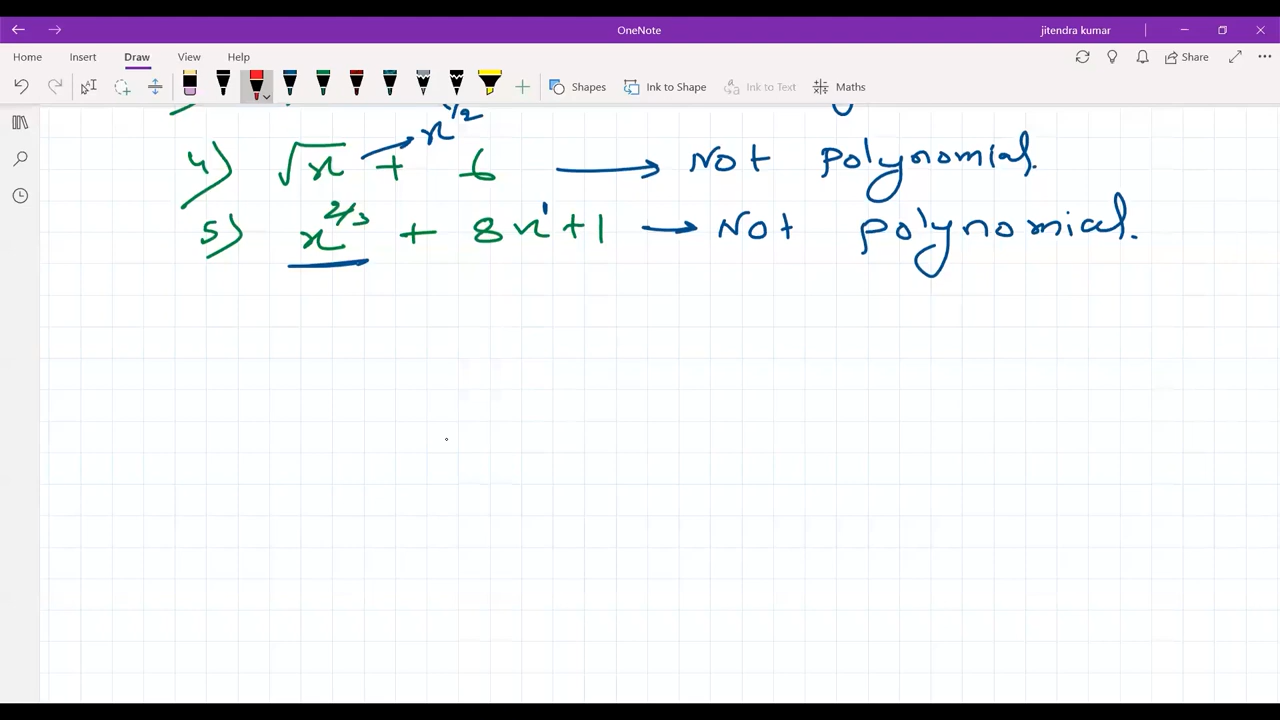 OneNote
jitendra kumar
Home Insert Draw View Help
Share
Shapes Ink to Shape Ink to Text Maths
4) √x + 6 → Not polynomial.
x^1/2
5) x^2/3 + 8x^1 + 1 → Not polynomial.